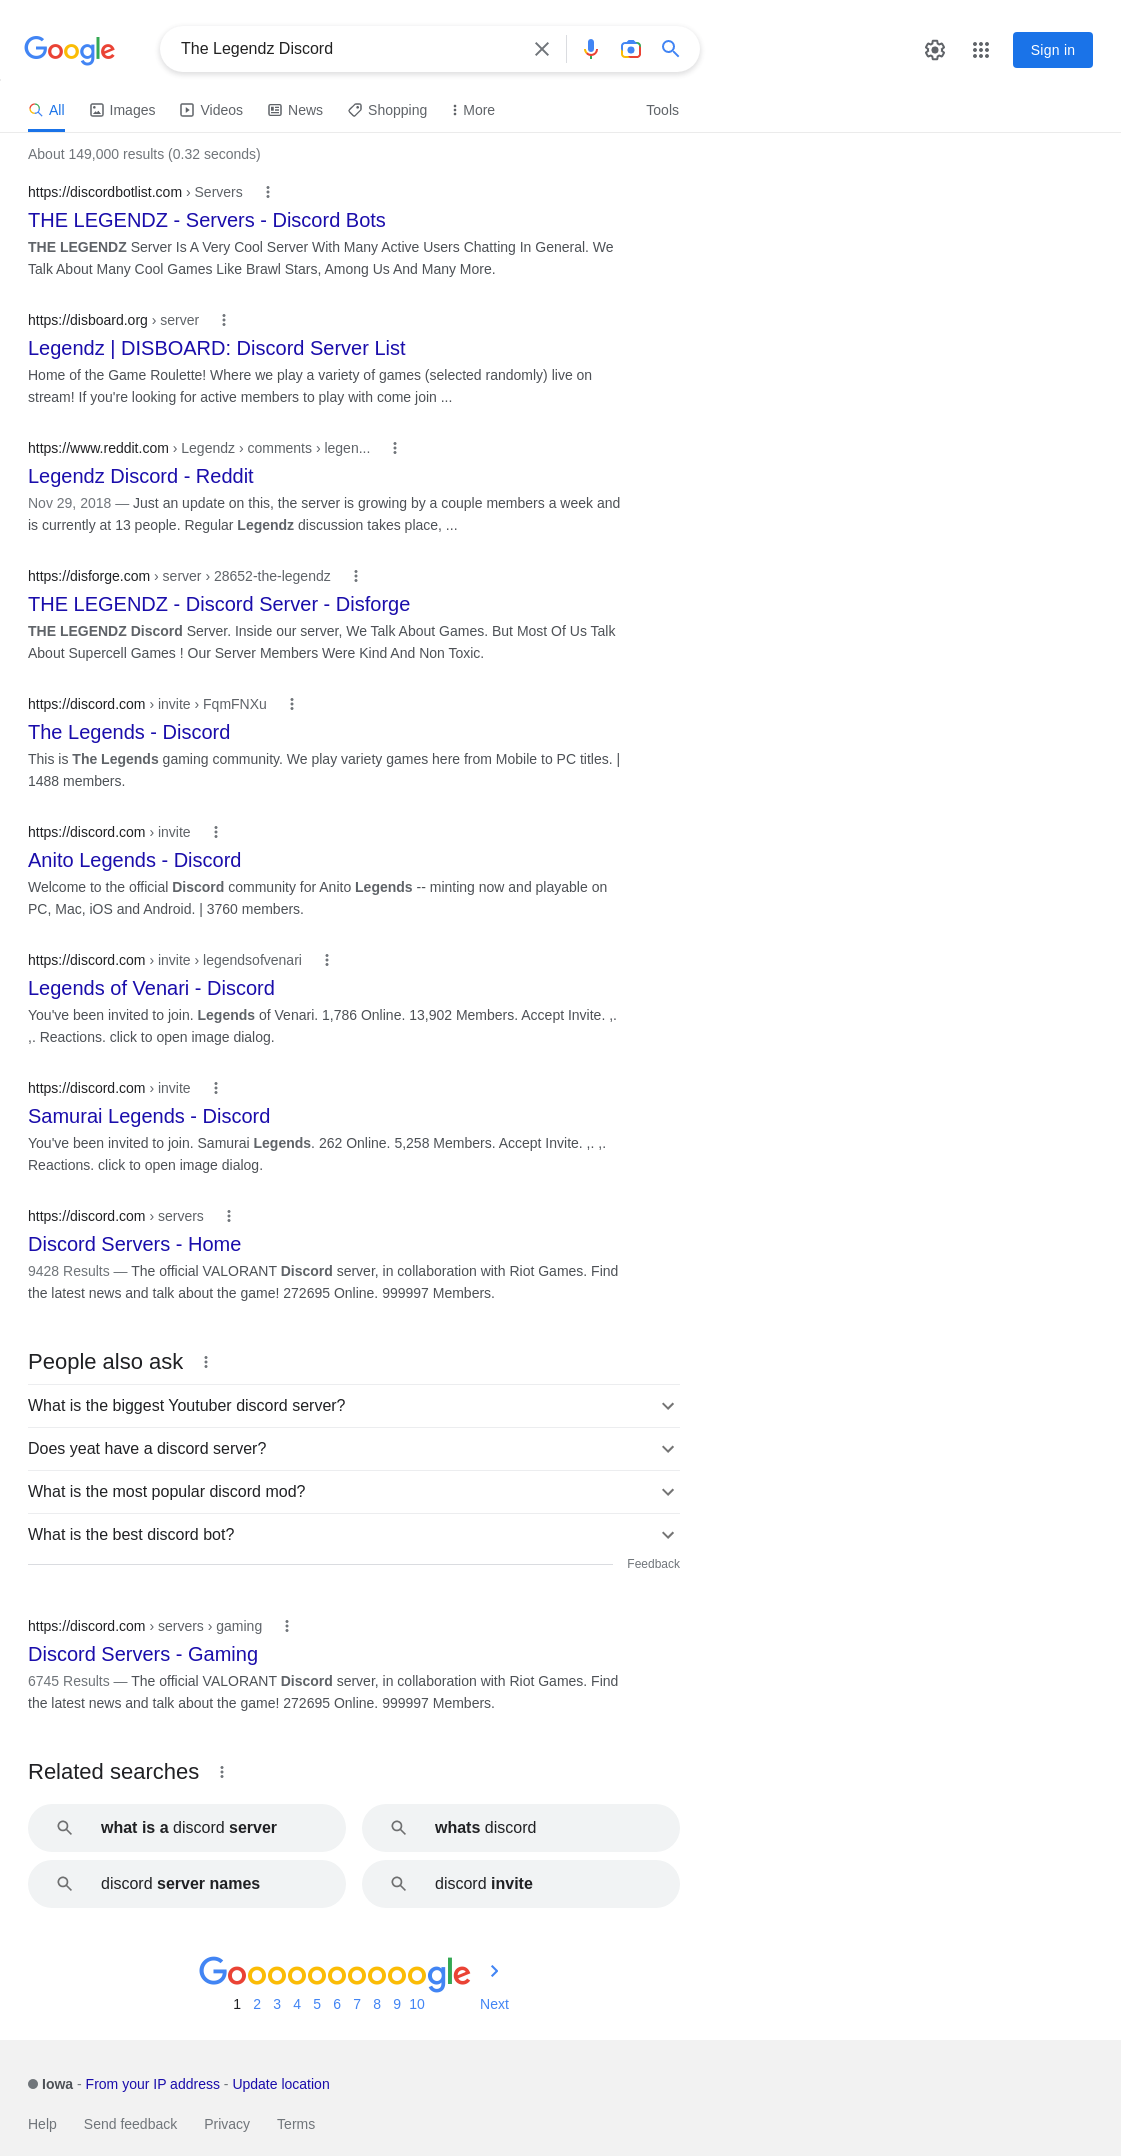 Google
The Legendz Discord
Sign in
All Images Videos News Shopping More Tools
About 149,000 results (0.32 seconds)
https://discordbotlist.com › Servers
THE LEGENDZ - Servers - Discord Bots
THE LEGENDZ Server Is A Very Cool Server With Many Active Users Chatting In General. We
Talk About Many Cool Games Like Brawl Stars, Among Us And Many More.
https://disboard.org › server
Legendz | DISBOARD: Discord Server List
Home of the Game Roulette! Where we play a variety of games (selected randomly) live on
stream! If you're looking for active members to play with come join ...
https://www.reddit.com › Legendz › comments › legen...
Legendz Discord - Reddit
Nov 29, 2018 — Just an update on this, the server is growing by a couple members a week and
is currently at 13 people. Regular Legendz discussion takes place, ...
https://disforge.com › server › 28652-the-legendz
THE LEGENDZ - Discord Server - Disforge
THE LEGENDZ Discord Server. Inside our server, We Talk About Games. But Most Of Us Talk
About Supercell Games ! Our Server Members Were Kind And Non Toxic.
https://discord.com › invite › FqmFNXu
The Legends - Discord
This is The Legends gaming community. We play variety games here from Mobile to PC titles. |
1488 members.
https://discord.com › invite
Anito Legends - Discord
Welcome to the official Discord community for Anito Legends -- minting now and playable on
PC, Mac, iOS and Android. | 3760 members.
https://discord.com › invite › legendsofvenari
Legends of Venari - Discord
You've been invited to join. Legends of Venari. 1,786 Online. 13,902 Members. Accept Invite. ,.
,. Reactions. click to open image dialog.
https://discord.com › invite
Samurai Legends - Discord
You've been invited to join. Samurai Legends. 262 Online. 5,258 Members. Accept Invite. ,. ,.
Reactions. click to open image dialog.
https://discord.com › servers
Discord Servers - Home
9428 Results — The official VALORANT Discord server, in collaboration with Riot Games. Find
the latest news and talk about the game! 272695 Online. 999997 Members.
People also ask
What is the biggest Youtuber discord server?
Does yeat have a discord server?
What is the most popular discord mod?
What is the best discord bot?
Feedback
https://discord.com › servers › gaming
Discord Servers - Gaming
6745 Results — The official VALORANT Discord server, in collaboration with Riot Games. Find
the latest news and talk about the game! 272695 Online. 999997 Members.
Related searches
what is a discord server
whats discord
discord server names
discord invite
Goooooooooogle
1 2 3 4 5 6 7 8 9 10 Next
Iowa - From your IP address - Update location
Help Send feedback Privacy Terms